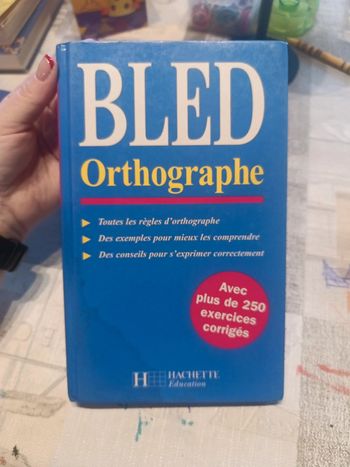 BLED
Orthographe
Toutes les règles d'orthographe
Des exemples pour mieux les comprendre
Des conseils pour s'exprimer correctement
Avec
plus de 250
exercices
corrigés
H HACHETTE
Education